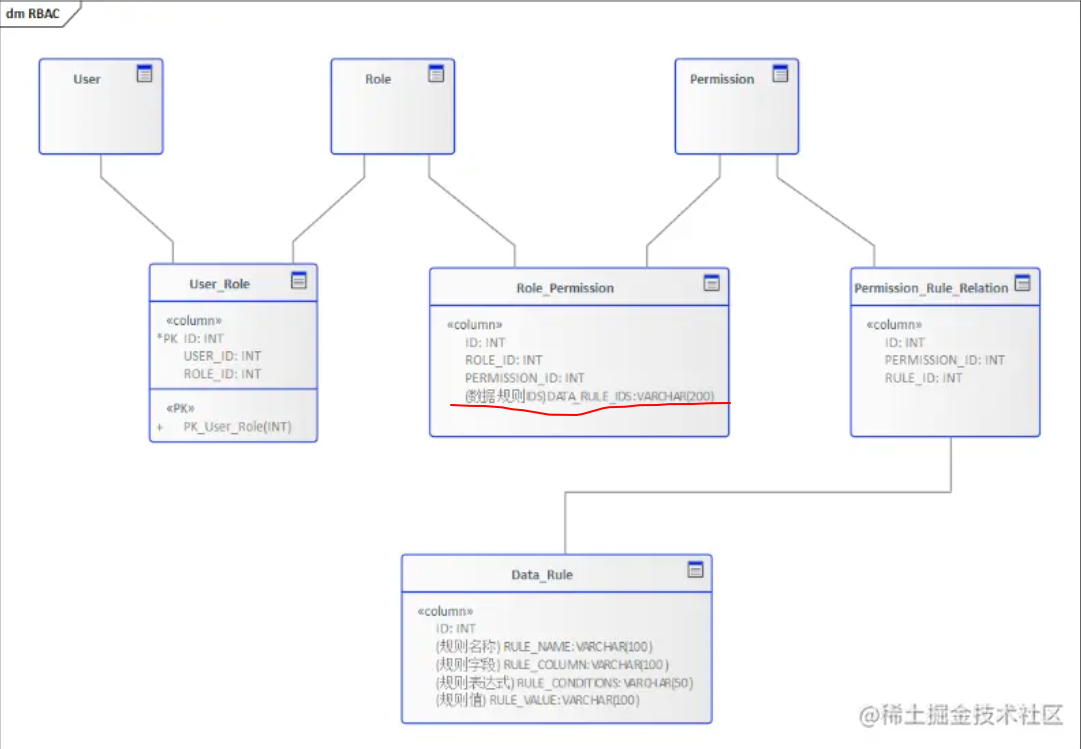 dm RBAC
User
Role
Permission
User_Role
«column»
*PK ID: INT
USER_ID: INT
ROLE_ID: INT
«PK»
+ PK_User_Role(INT)
Role_Permission
«column»
ID: INT
ROLE_ID: INT
PERMISSION_ID: INT
(数据规则IDS)DATA_RULE_IDS:VARCHAR(200)
Permission_Rule_Relation
«column»
ID: INT
PERMISSION_ID: INT
RULE_ID: INT
Data_Rule
«column»
ID: INT
(规则名称) RULE_NAME:VARCHAR(100)
(规则字段) RULE_COLUMN:VARCHAR(100)
(规则表达式) RULE_CONDITIONS:VARCHAR(50)
(规则值) RULE_VALUE:VARCHAR(100)
@稀土掘金技术社区